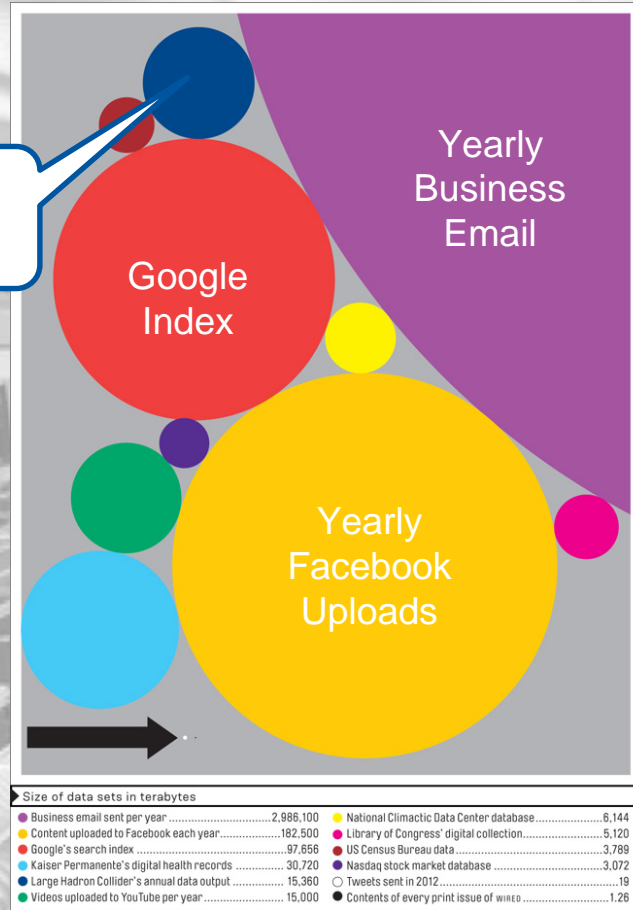 Yearly
Business
Email
Google
Index
Yearly
Facebook
Uploads
Size of data sets in terabytes
Business email sent per year 2,986,100
Content uploaded to Facebook each year 182,500
Google's search index 97,656
Kaiser Permanente's digital health records 30,720
Large Hadron Collider's annual data output 15,360
Videos uploaded to YouTube per year 15,000
National Climactic Data Center database 6,144
Library of Congress' digital collection 5,120
US Census Bureau data 3,789
Nasdaq stock market database 3,072
Tweets sent in 2012 19
Contents of every print issue of WIRED 1.26